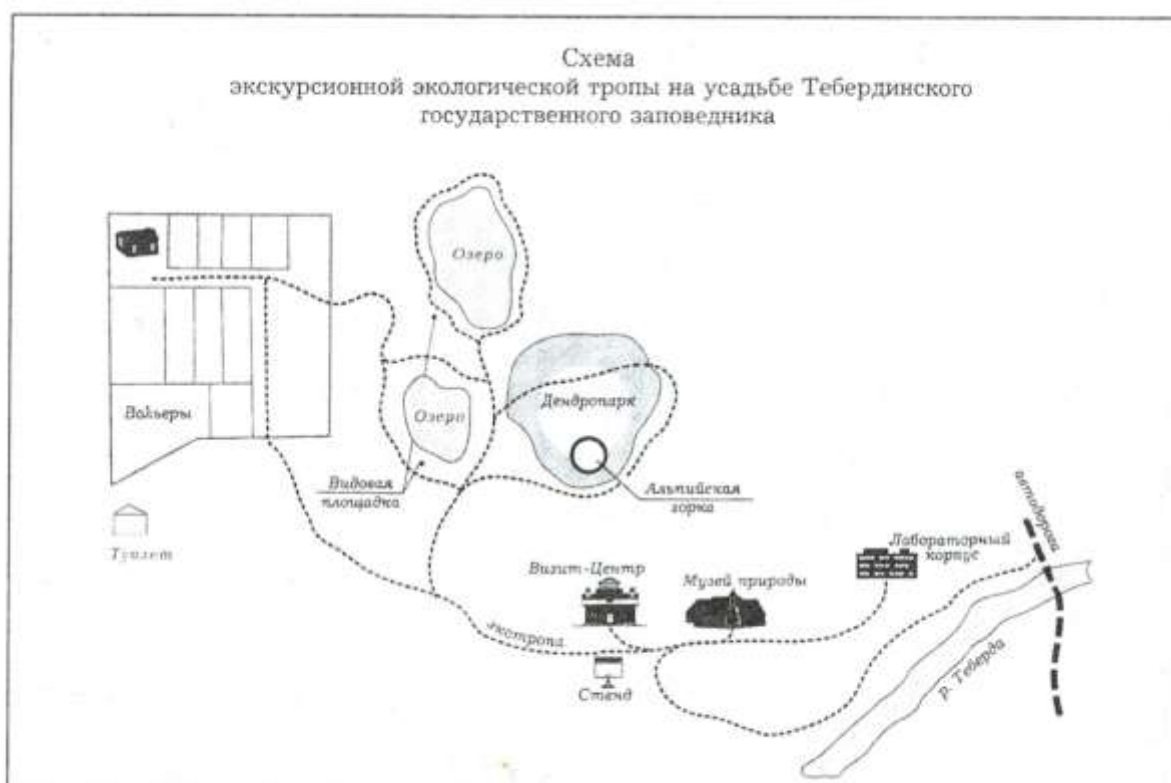 Схема
экскурсионной экологической тропы на усадьбе Тебердинского
государственного заповедника
Озеро
Озеро
Дендропарк
Вальеры
Видовая
площадка
Альпийская
горка
автодорога
Туалет
Лабораторный
корпус
Визит-Центр
Музей природы
экотропа
р. Теберда
Стенд